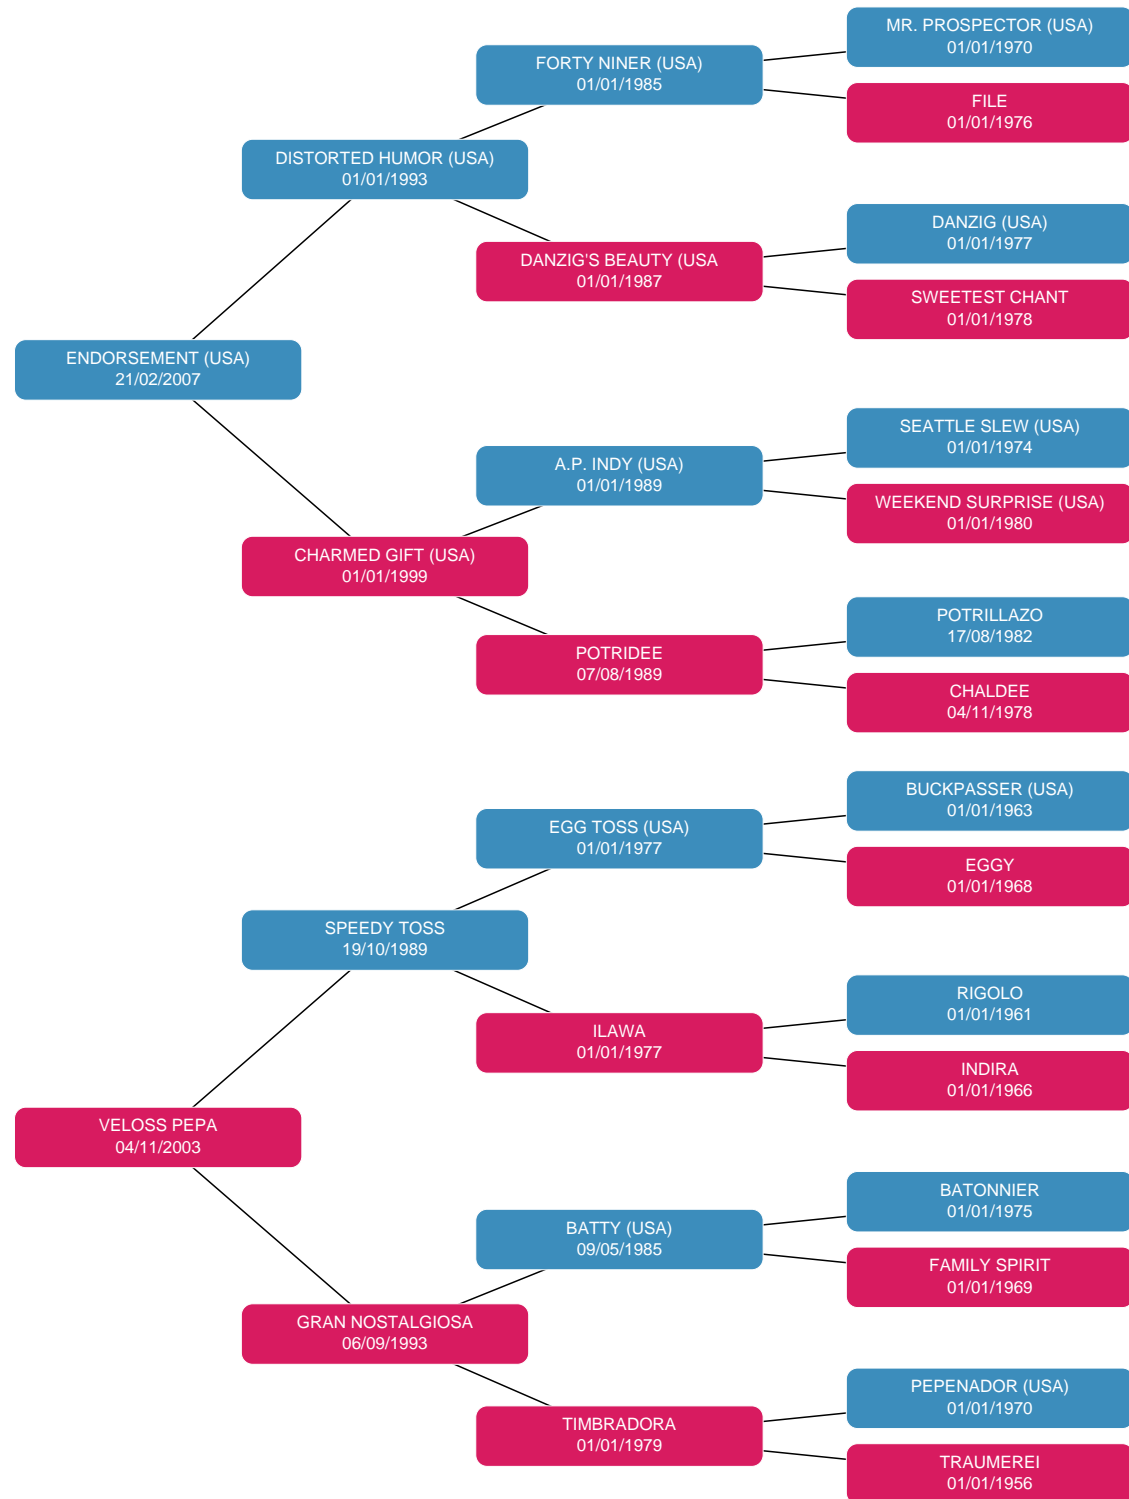 MR. PROSPECTOR (USA)
01/01/1970
FORTY NINER (USA)
01/01/1985
FILE
01/01/1976
DISTORTED HUMOR (USA)
01/01/1993
DANZIG (USA)
01/01/1977
DANZIG'S BEAUTY (USA
01/01/1987
SWEETEST CHANT
01/01/1978
ENDORSEMENT (USA)
21/02/2007
SEATTLE SLEW (USA)
01/01/1974
A.P. INDY (USA)
01/01/1989
WEEKEND SURPRISE (USA)
01/01/1980
CHARMED GIFT (USA)
01/01/1999
POTRILLAZO
17/08/1982
POTRIDEE
07/08/1989
CHALDEE
04/11/1978
BUCKPASSER (USA)
01/01/1963
EGG TOSS (USA)
01/01/1977
EGGY
01/01/1968
SPEEDY TOSS
19/10/1989
RIGOLO
01/01/1961
ILAWA
01/01/1977
INDIRA
01/01/1966
VELOSS PEPA
04/11/2003
BATONNIER
01/01/1975
BATTY (USA)
09/05/1985
FAMILY SPIRIT
01/01/1969
GRAN NOSTALGIOSA
06/09/1993
PEPENADOR (USA)
01/01/1970
TIMBRADORA
01/01/1979
TRAUMEREI
01/01/1956